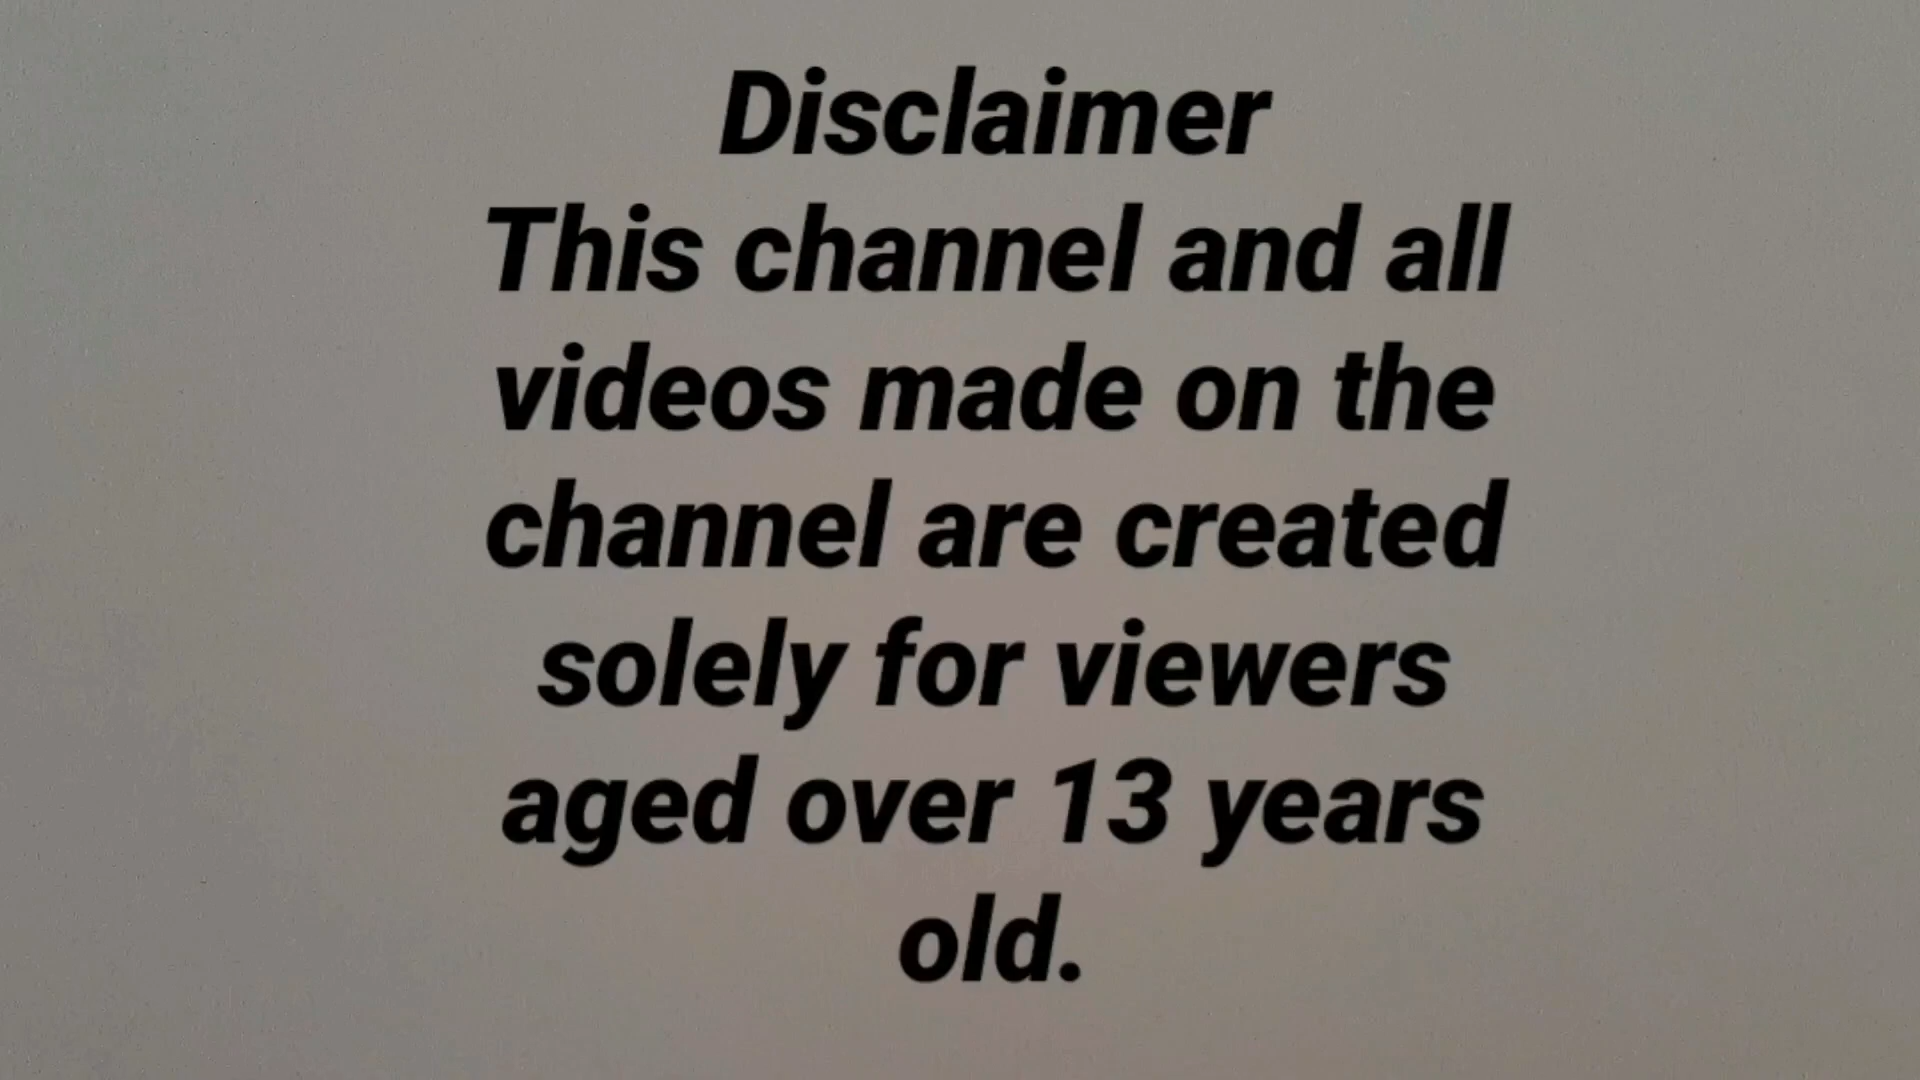 Disclaimer
This channel and all
videos made on the
channel are created
solely for viewers
aged over 13 years
old.